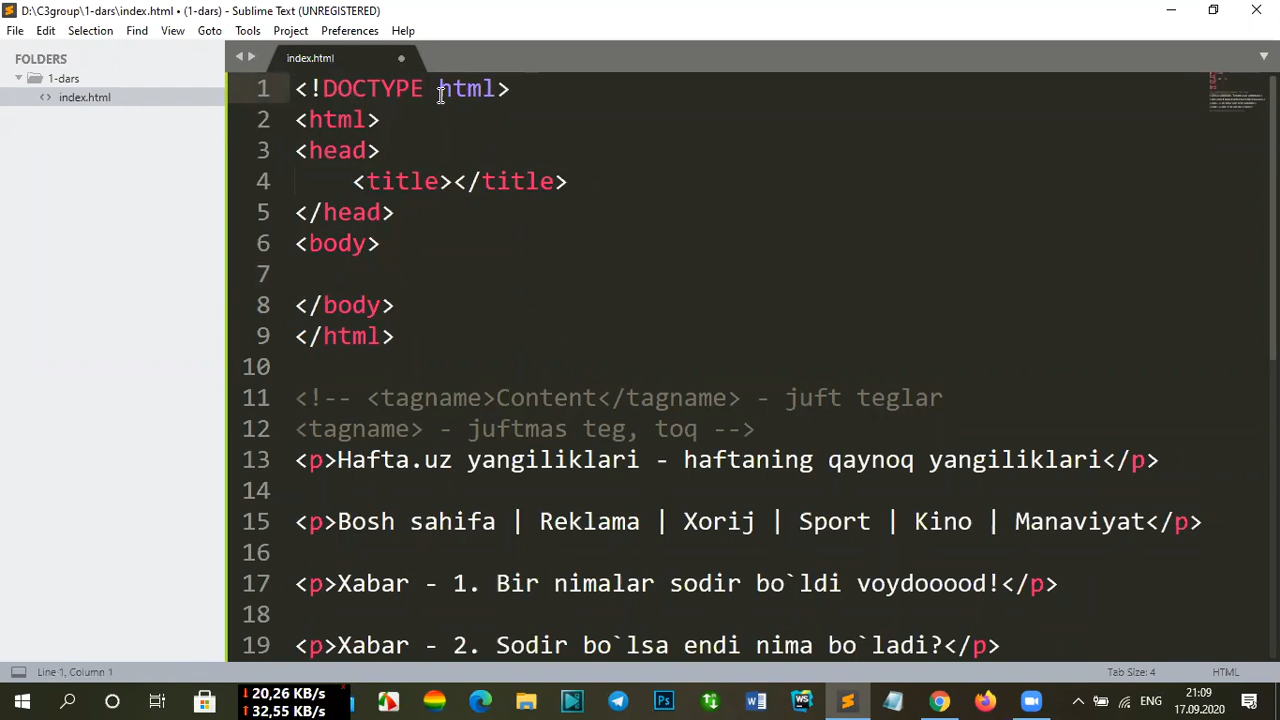 D:\C3group\1-dars\index.html • - Sublime Text (UNREGISTERED)
File Edit Selection Find View Goto Tools Project Preferences Help
FOLDERS
1-dars
<> index.html
index.html
1 <!DOCTYPE html>
2 <html>
3 <head>
4 <title></title>
5 </head>
6 <body>
7
8 </body>
9 </html>
10
11 <!-- <tagname>Content</tagname> - juft teglar
12 <tagname> - juftmas teg, toq -->
13 <p>Hafta.uz yangiliklari - haftaning qaynoq yangiliklari</p>
14
15 <p>Bosh sahifa | Reklama | Xorij | Sport | Kino | Manaviyat</p>
16
17 <p>Xabar - 1. Bir nimalar sodir bo`ldi voydooood!</p>
18
19 <p>Xabar - 2. Sodir bo`lsa endi nima bo`ladi?</p>
Line 1, Column 1 Tab Size: 4 HTML
20,26 KB/s
32,55 KB/s
Ps
W
WS
ENG
21:09
17.09.2020